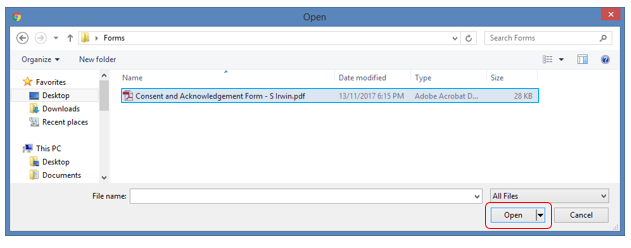 Open
Forms
Search Forms
Organize
New folder
Name Date modified Type Size
Favorites
Desktop
Downloads
Recent places
Consent and Acknowledgement Form - S Irwin.pdf 13/11/2017 6:15 PM Adobe Acrobat D... 28 KB
This PC
Desktop
Documents
File name:
All Files
Open
Cancel